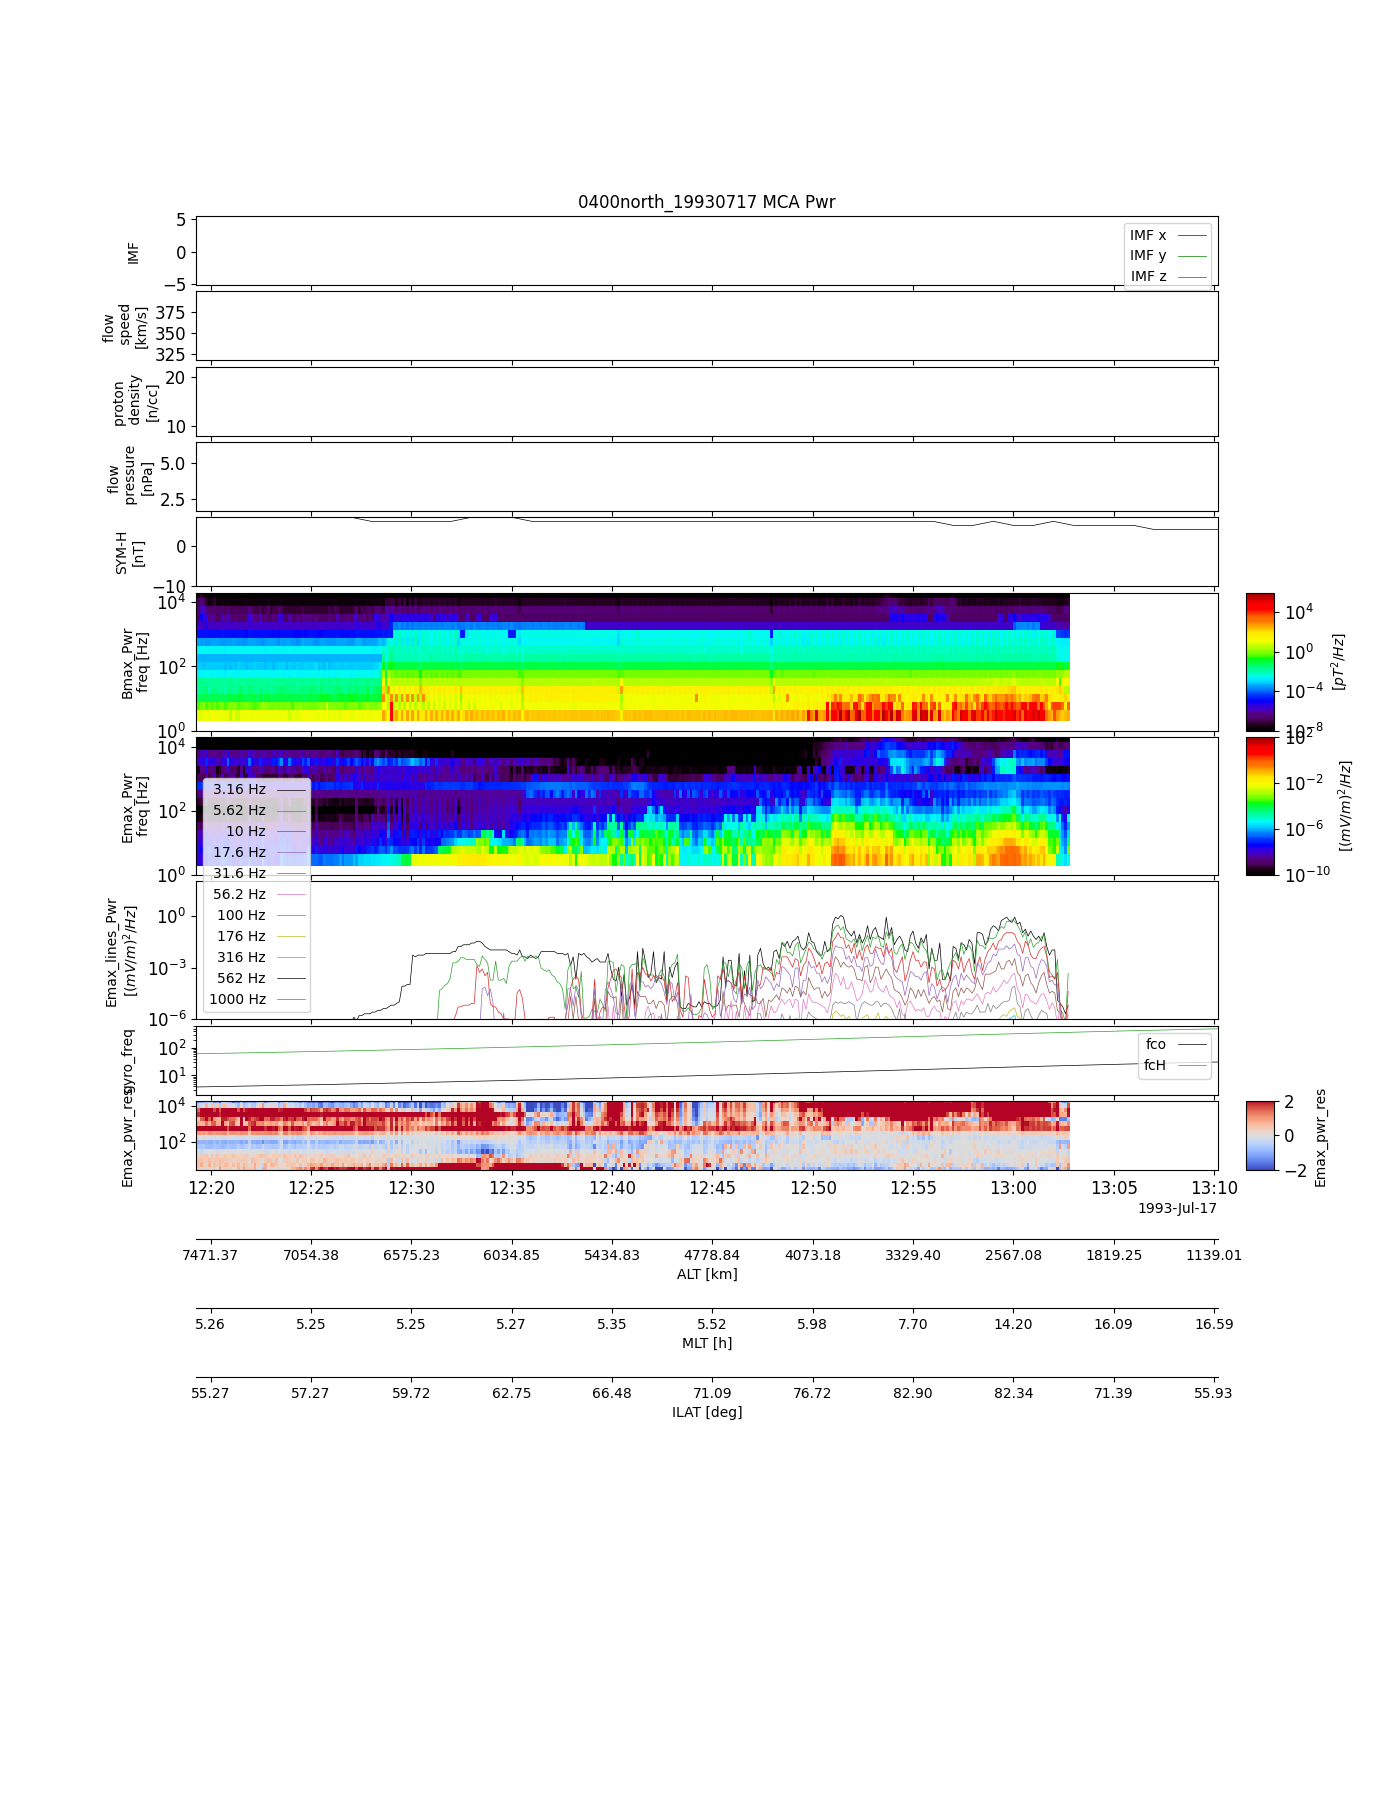 0400north_19930717 MCA Pwr
5
0
−5
IMF
IMF x
IMF y
IMF z
375
350
325
flow
speed
[km/s]
20
10
proton
density
[n/cc]
5.0
2.5
flow
pressure
[nPa]
0
−10
SYM-H
[nT]
10^4
10^2
10^0
Bmax_Pwr
freq [Hz]
10^4
10^0
10^−4
10^−8
[pT^2/Hz]
10^4
10^2
10^0
Emax_Pwr
freq [Hz]
10^2
10^−2
10^−6
10^−10
[(mV/m)^2/Hz]
3.16 Hz
5.62 Hz
10 Hz
17.6 Hz
31.6 Hz
56.2 Hz
100 Hz
176 Hz
316 Hz
562 Hz
1000 Hz
10^0
10^−3
10^−6
Emax_lines_Pwr
[(mV/m)^2/Hz]
10^2
10^1
gyro_freq
fco
fcH
10^4
10^2
Emax_pwr_res
2
0
−2
Emax_pwr_res
12:20 12:25 12:30 12:35 12:40 12:45 12:50 12:55 13:00 13:05 13:10
1993-Jul-17
7471.37 7054.38 6575.23 6034.85 5434.83 4778.84 4073.18 3329.40 2567.08 1819.25 1139.01
ALT [km]
5.26 5.25 5.25 5.27 5.35 5.52 5.98 7.70 14.20 16.09 16.59
MLT [h]
55.27 57.27 59.72 62.75 66.48 71.09 76.72 82.90 82.34 71.39 55.93
ILAT [deg]